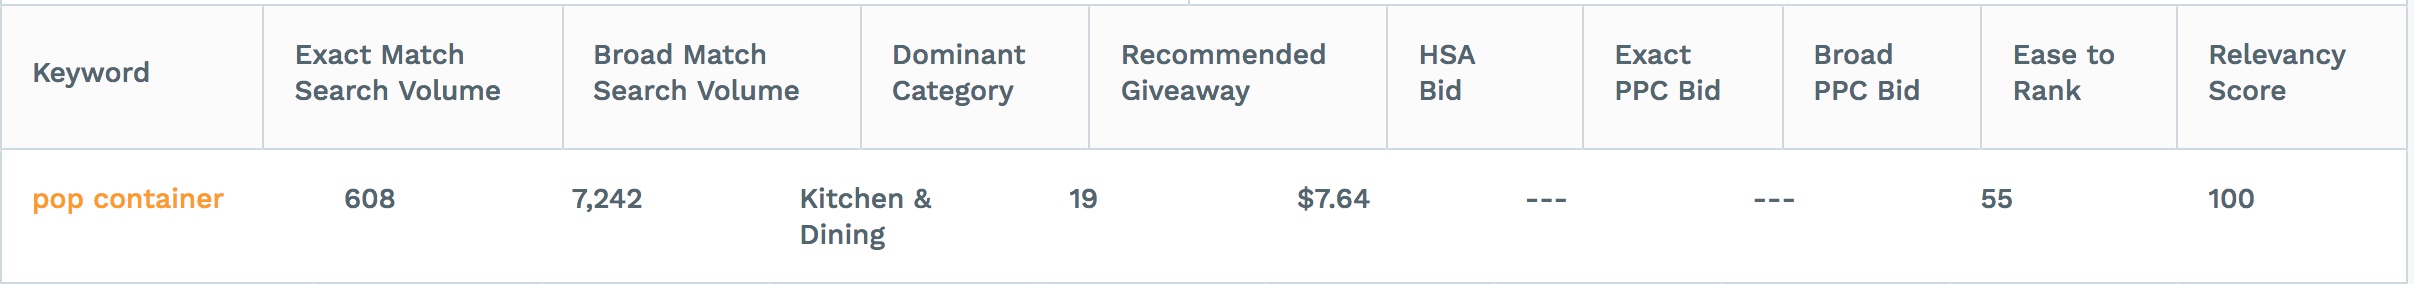 Keyword
Exact Match
Search Volume
Broad Match
Search Volume
Dominant
Category
Recommended
Giveaway
HSA
Bid
Exact
PPC Bid
Broad
PPC Bid
Ease to
Rank
Relevancy
Score
pop container
608
7,242
Kitchen &
Dining
19
$7.64
---
---
55
100